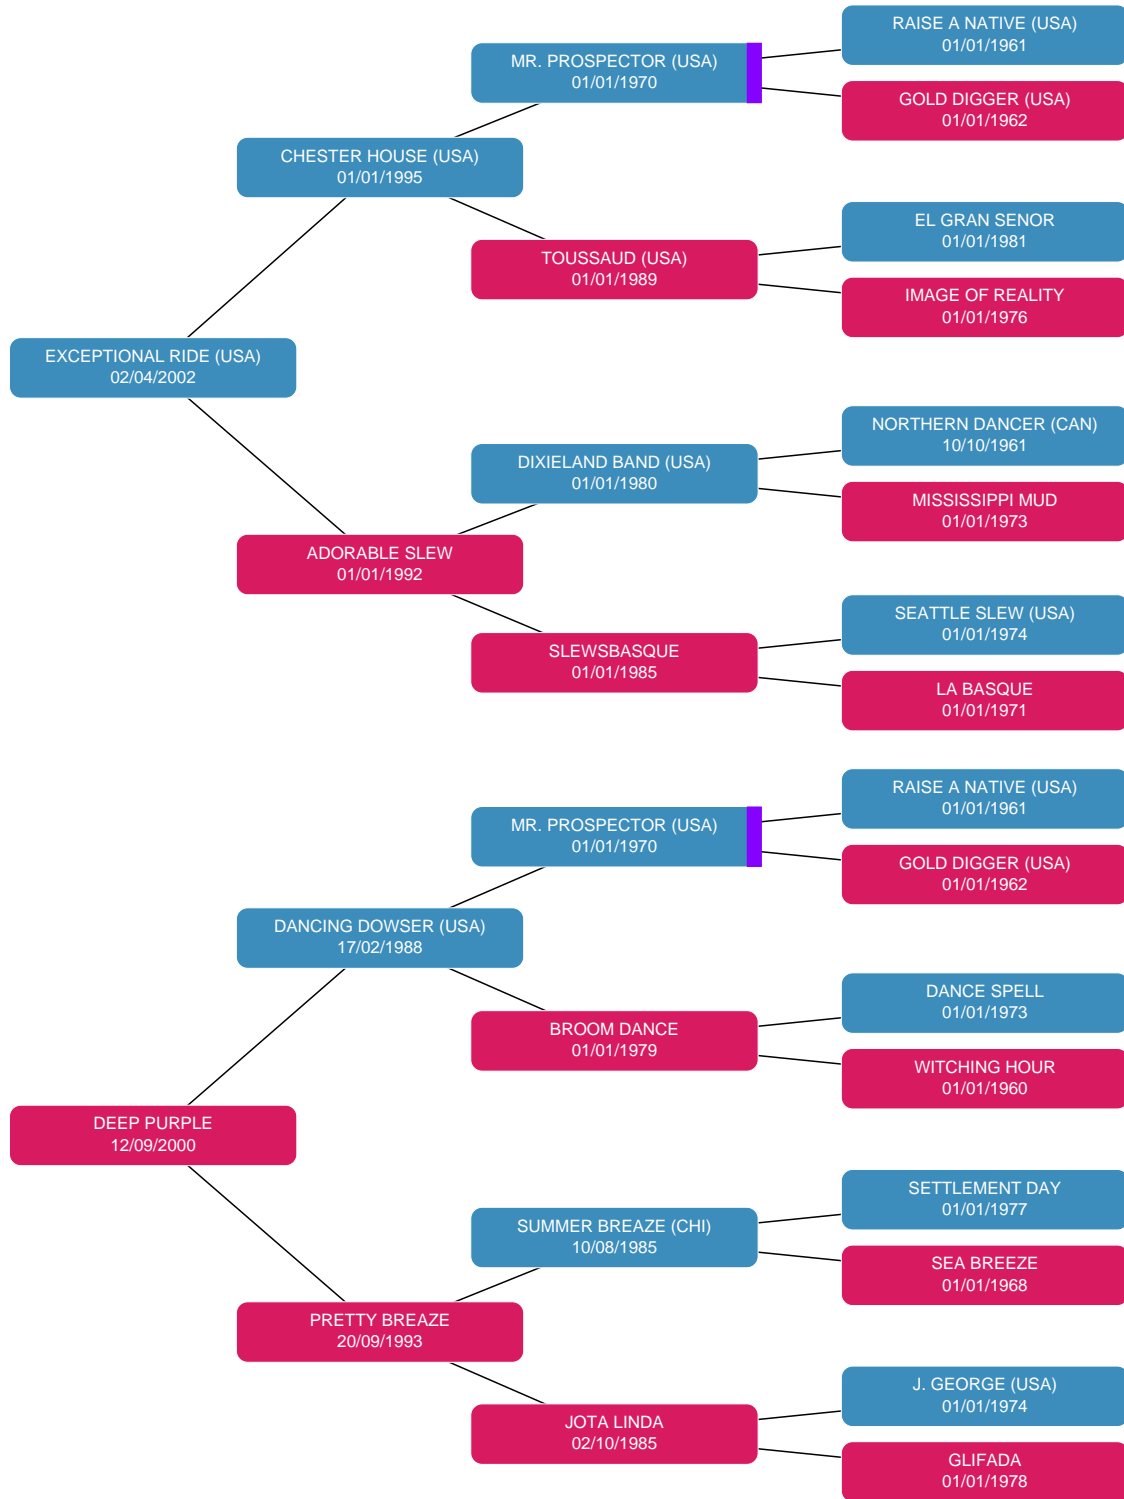 RAISE A NATIVE (USA)
01/01/1961
MR. PROSPECTOR (USA)
01/01/1970
GOLD DIGGER (USA)
01/01/1962
CHESTER HOUSE (USA)
01/01/1995
EL GRAN SENOR
01/01/1981
TOUSSAUD (USA)
01/01/1989
IMAGE OF REALITY
01/01/1976
EXCEPTIONAL RIDE (USA)
02/04/2002
NORTHERN DANCER (CAN)
10/10/1961
DIXIELAND BAND (USA)
01/01/1980
MISSISSIPPI MUD
01/01/1973
ADORABLE SLEW
01/01/1992
SEATTLE SLEW (USA)
01/01/1974
SLEWSBASQUE
01/01/1985
LA BASQUE
01/01/1971
RAISE A NATIVE (USA)
01/01/1961
MR. PROSPECTOR (USA)
01/01/1970
GOLD DIGGER (USA)
01/01/1962
DANCING DOWSER (USA)
17/02/1988
DANCE SPELL
01/01/1973
BROOM DANCE
01/01/1979
WITCHING HOUR
01/01/1960
DEEP PURPLE
12/09/2000
SETTLEMENT DAY
01/01/1977
SUMMER BREAZE (CHI)
10/08/1985
SEA BREEZE
01/01/1968
PRETTY BREAZE
20/09/1993
J. GEORGE (USA)
01/01/1974
JOTA LINDA
02/10/1985
GLIFADA
01/01/1978